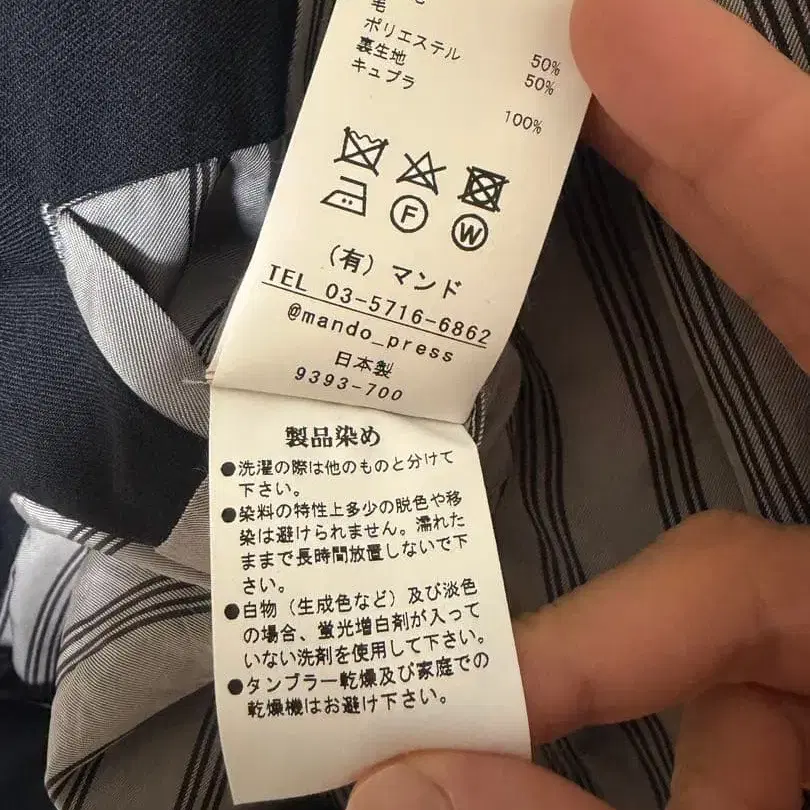 毛
ポリエステル 50%
裏生地 50%
キュプラ
100%
F W
(有) マンド
TEL 03-5716-6862
@mando_press
日本製
9393-700
製品染め
●洗濯の際は他のものと分けて
下さい。
●染料の特性上多少の脱色や移
染は避けられません。濡れた
ままで長時間放置しないで下
さい。
●白物(生成色など)及び淡色
の場合、蛍光増白剤が入って
いない洗剤を使用して下さい。
●タンブラー乾燥及び家庭での
乾燥機はお避け下さい。